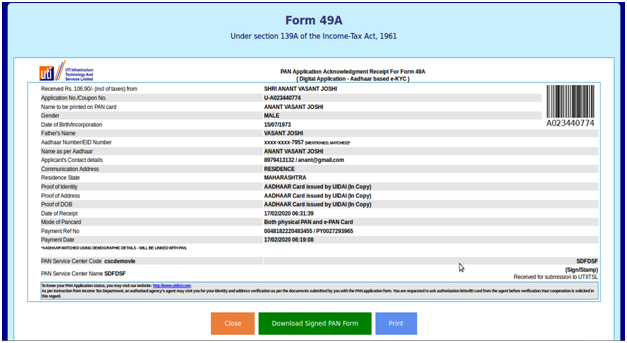 Form 49A
Under section 139A of the Income-Tax Act, 1961
uti UTI Infrastructure
Technology And
Services Limited
PAN Application Acknowledgment Receipt For Form 49A
( Digital Application - Aadhaar based e-KYC )
Received Rs. 106.90/- (incl of taxes) from SHRI ANANT VASANT JOSHI
Application No./Coupon No. U-A023440774
Name to be printed on PAN card ANANT VASANT JOSHI
Gender MALE
A023440774
Date of Birth/Incorporation 15/07/1973
Father's Name VASANT JOSHI
Aadhaar Number/EID Number xxxx-xxxx-7957 (MENTIONED, MATCHED)*
Name as per Aadhaar ANANT VASANT JOSHI
Applicant's Contact details 8979413132 / anant@gmail.com
Communication Address RESIDENCE
Residence State MAHARASHTRA
Proof of Identity AADHAAR Card issued by UIDAI (In Copy)
Proof of Address AADHAAR Card issued by UIDAI (In Copy)
Proof of DOB AADHAAR Card issued by UIDAI (In Copy)
Date of Receipt 17/02/2020 06:31:39
Mode of Pancard Both physical PAN and e-PAN Card
Payment Ref No 0048182220483455 / PY0027293965
Payment Date 17/02/2020 06:19:08
*AADHAAR MATCHED USING DEMOGRAPHIC DETAILS - WILL BE LINKED WITH PAN.
PAN Service Center Code cscdemovle SDFDSF
(Sign/Stamp)
PAN Service Center Name SDFDSF
Received for submission to UTIITSL
To know your PAN Application status, you may visit our website: http://www.utiitsl.com.
As per instruction from Income Tax Department, an authorized agency's agent may visit you for your identity and address verification as per the documents submitted by you with the PAN application form. You are requested to ask authorization letter/ID card from the agent before verification. Your cooperation is solicited in
this regard.
Close Download Signed PAN Form Print